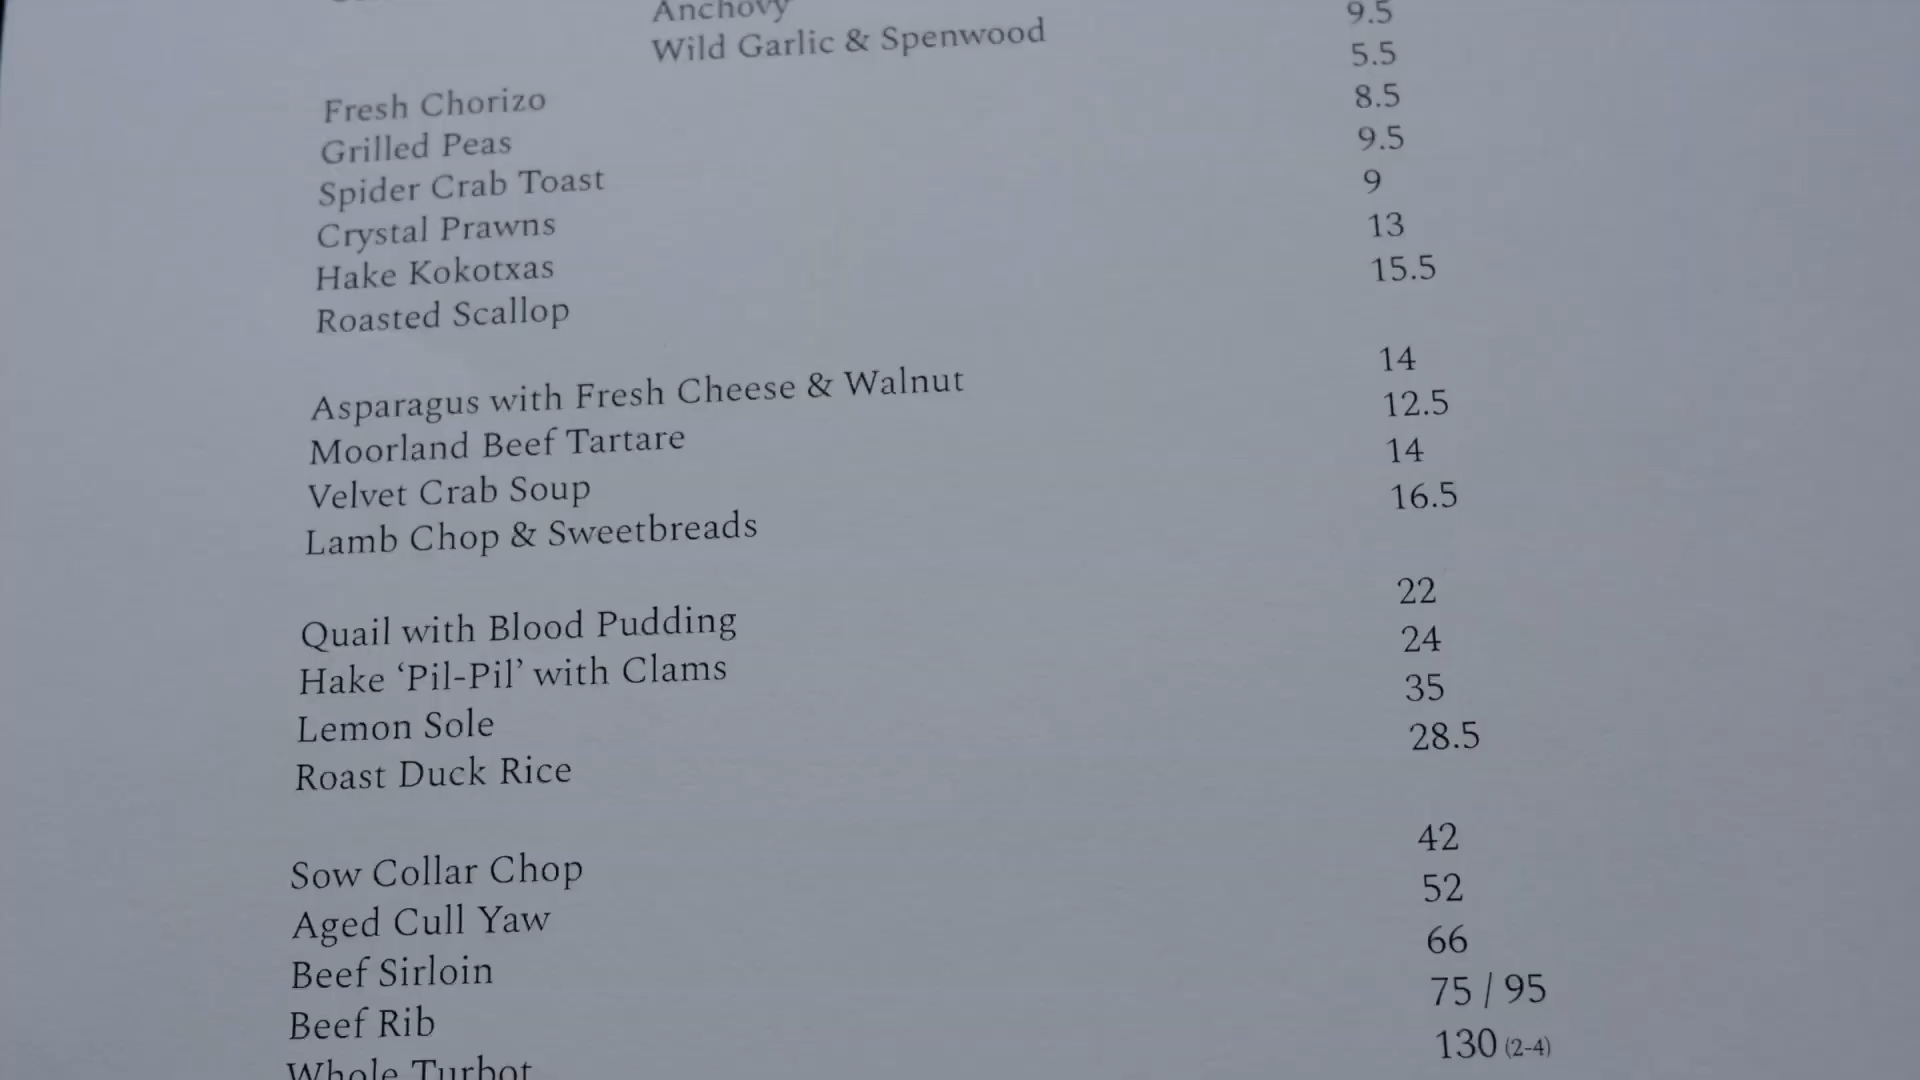 Anchovy
Wild Garlic & Spenwood 9.5
Fresh Chorizo 5.5
Grilled Peas 8.5
Spider Crab Toast 9.5
Crystal Prawns 9
Hake Kokotxas 13
Roasted Scallop 15.5
Asparagus with Fresh Cheese & Walnut 14
Moorland Beef Tartare 12.5
Velvet Crab Soup 14
Lamb Chop & Sweetbreads 16.5
Quail with Blood Pudding 22
Hake ‘Pil-Pil’ with Clams 24
Lemon Sole 35
Roast Duck Rice 28.5
Sow Collar Chop 42
Aged Cull Yaw 52
Beef Sirloin 66
Beef Rib 75 / 95
Whole Turbot 130 (2-4)